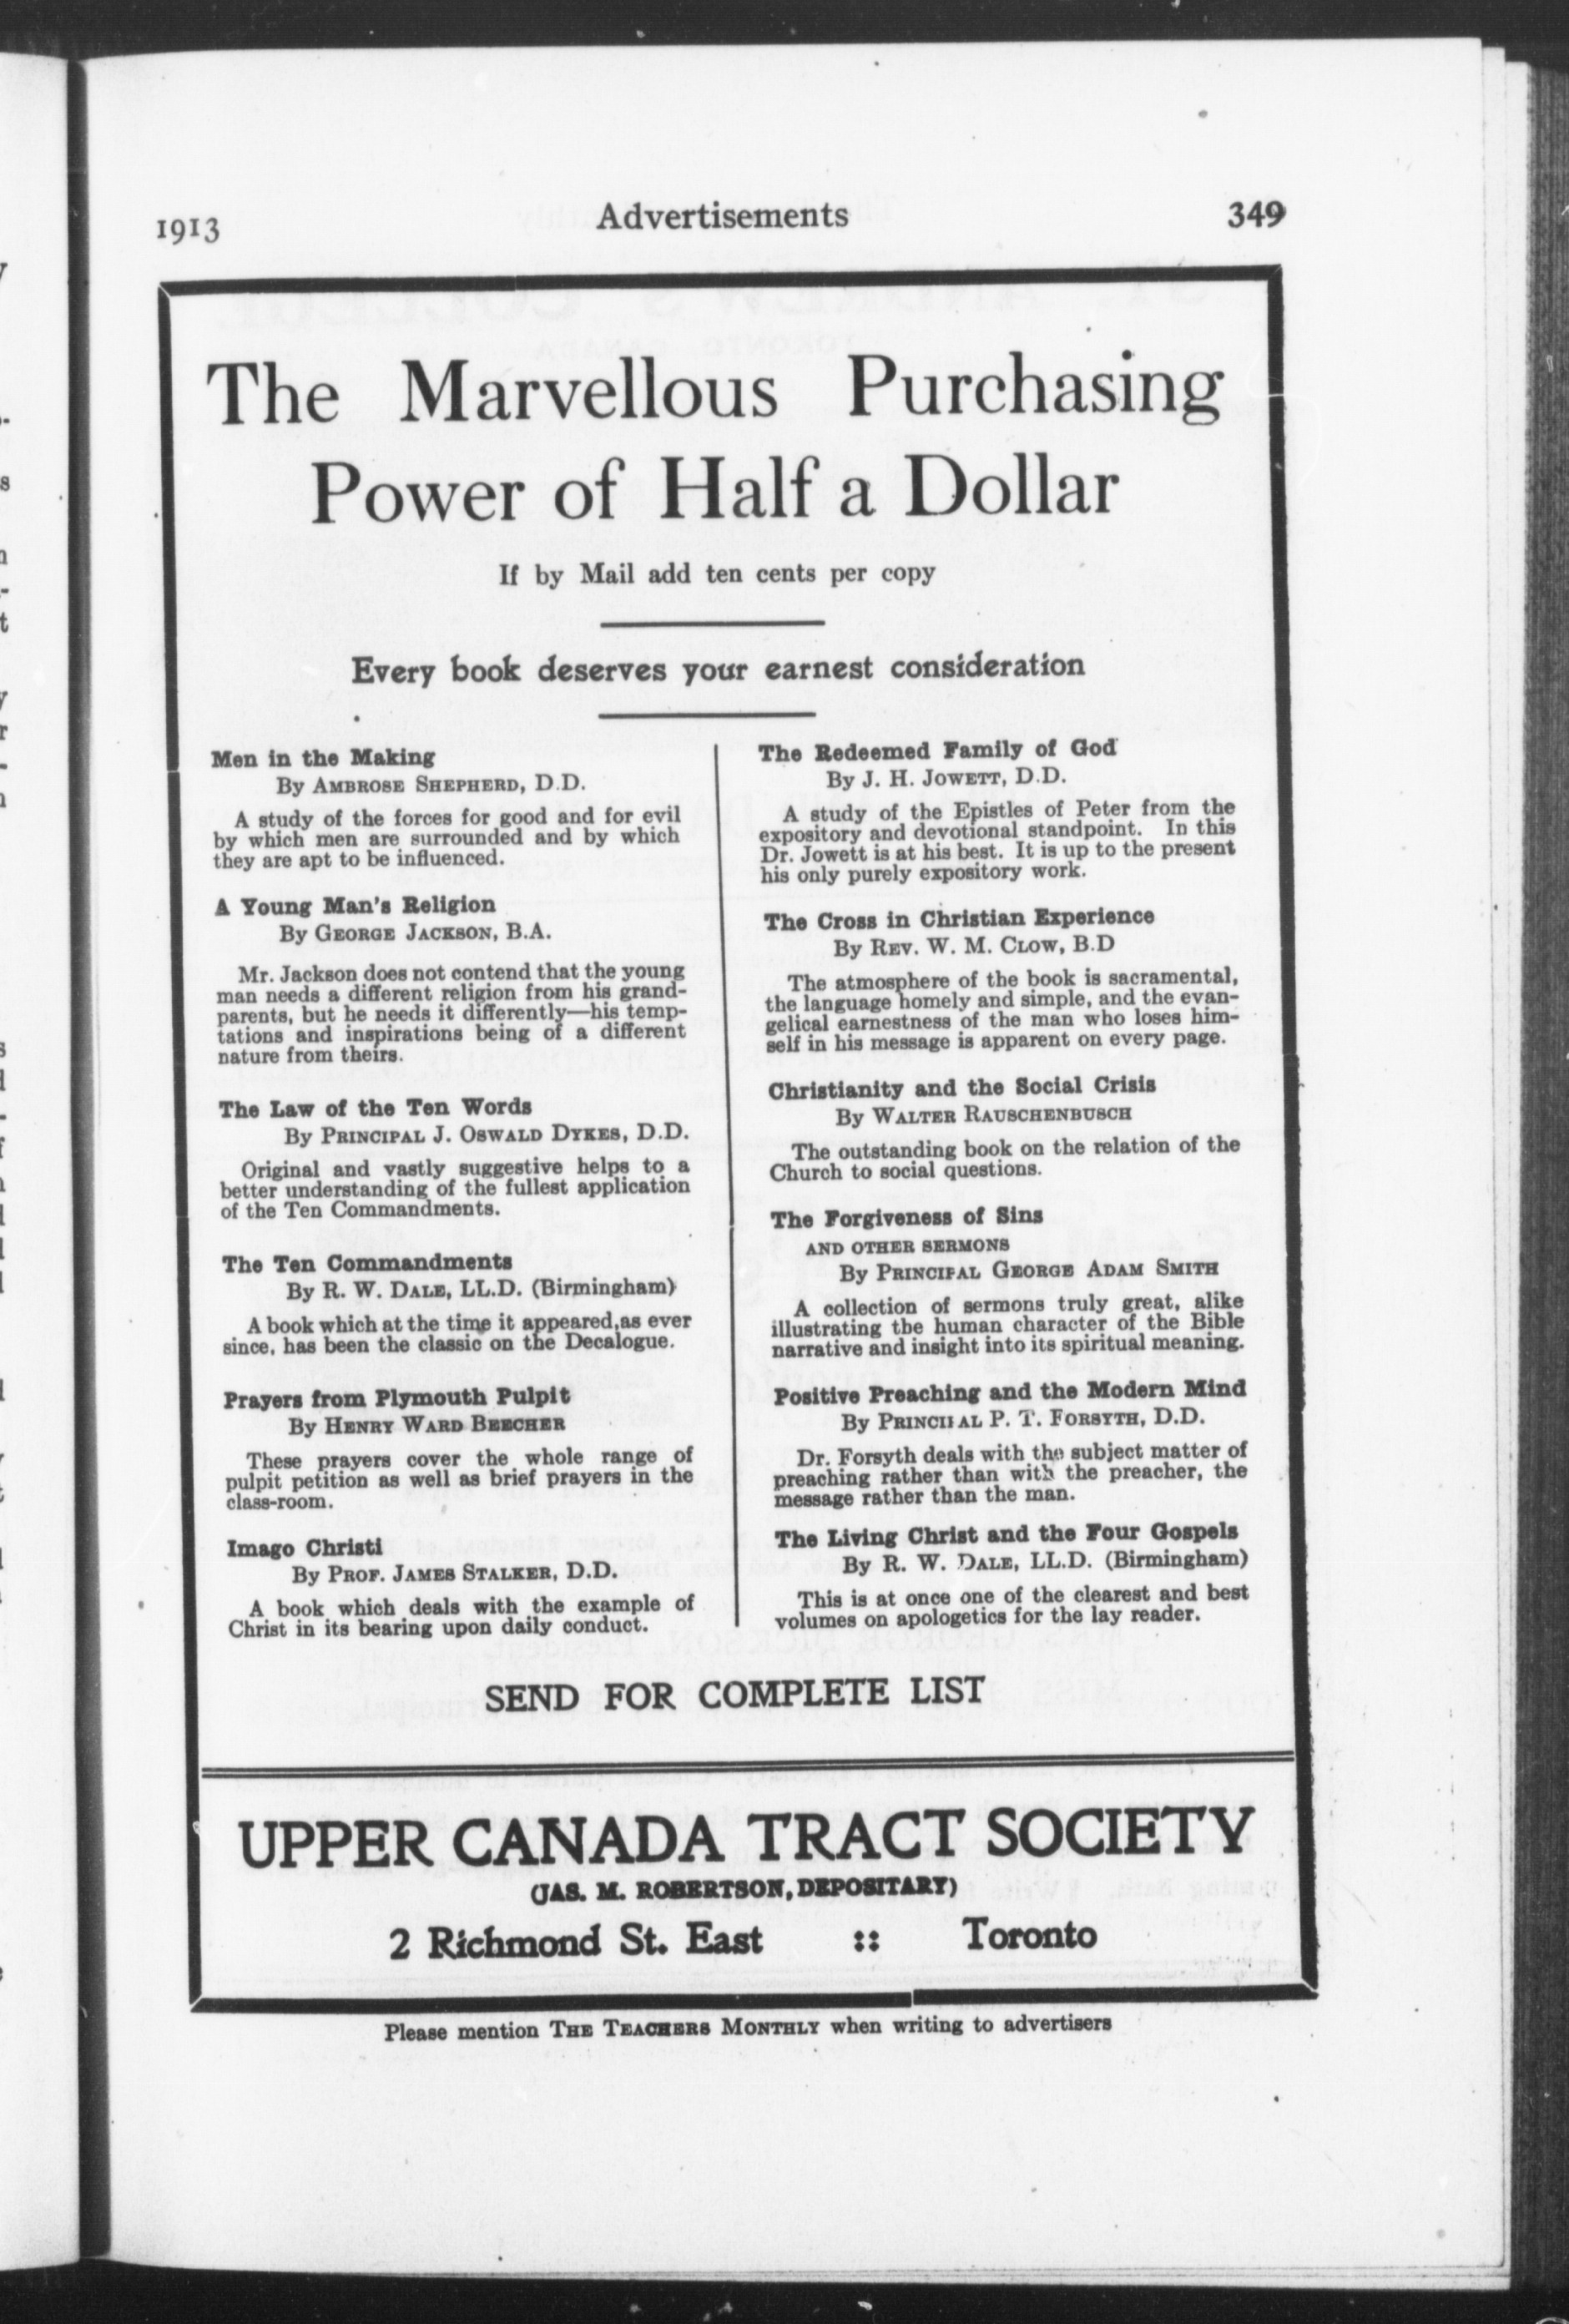 1913
Advertisements
349
The Marvellous Purchasing
Power of Half a Dollar
If by Mail add ten cents per copy
Every book deserves your earnest consideration
Men in the Making
By AMBROSE SHEPHERD, D.D.
A study of the forces for good and for evil
by which men are surrounded and by which
they are apt to be influenced.
A Young Man's Religion
By GEORGE JACKSON, B.A.
Mr. Jackson does not contend that the young
man needs a different religion from his grand-
parents, but he needs it differently—his temp-
tations and inspirations being of a different
nature from theirs.
The Law of the Ten Words
By PRINCIPAL J. OSWALD DYKES, D.D.
Original and vastly suggestive helps to a
better understanding of the fullest application
of the Ten Commandments.
The Ten Commandments
By R. W. DALE, LL.D. (Birmingham)
A book which at the time it appeared,as ever
since, has been the classic on the Decalogue.
Prayers from Plymouth Pulpit
By HENRY WARD BEECHER
These prayers cover the whole range of
pulpit petition as well as brief prayers in the
class-room.
Imago Christi
By PROF. JAMES STALKER, D.D.
A book which deals with the example of
Christ in its bearing upon daily conduct.
The Redeemed Family of God
By J. H. JOWETT, D.D.
A study of the Epistles of Peter from the
expository and devotional standpoint. In this
Dr. Jowett is at his best. It is up to the present
his only purely expository work.
The Cross in Christian Experience
By REV. W. M. CLOW, B.D
The atmosphere of the book is sacramental,
the language homely and simple, and the evan-
gelical earnestness of the man who loses him-
self in his message is apparent on every page.
Christianity and the Social Crisis
By WALTER RAUSCHENBUSCH
The outstanding book on the relation of the
Church to social questions.
The Forgiveness of Sins
AND OTHER SERMONS
By PRINCIPAL GEORGE ADAM SMITH
A collection of sermons truly great, alike
illustrating the human character of the Bible
narrative and insight into its spiritual meaning.
Positive Preaching and the Modern Mind
By PRINCIPAL P. T. FORSYTH, D.D.
Dr. Forsyth deals with the subject matter of
preaching rather than with the preacher, the
message rather than the man.
The Living Christ and the Four Gospels
By R. W. DALE, LL.D. (Birmingham)
This is at once one of the clearest and best
volumes on apologetics for the lay reader.
SEND FOR COMPLETE LIST
UPPER CANADA TRACT SOCIETY
(JAS. M. ROBERTSON, DEPOSITARY)
2 Richmond St. East :: Toronto
Please mention THE TEACHERS MONTHLY when writing to advertisers